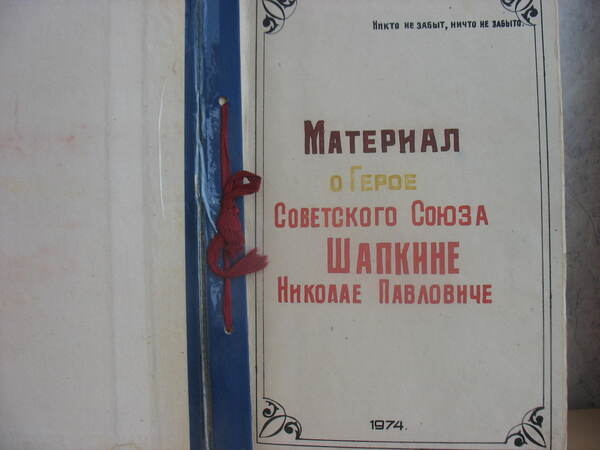 Никто не забыт, ничто не забыто.
Материал
о Герое
Советского Союза
Шапкине
Николае Павловиче
1974.